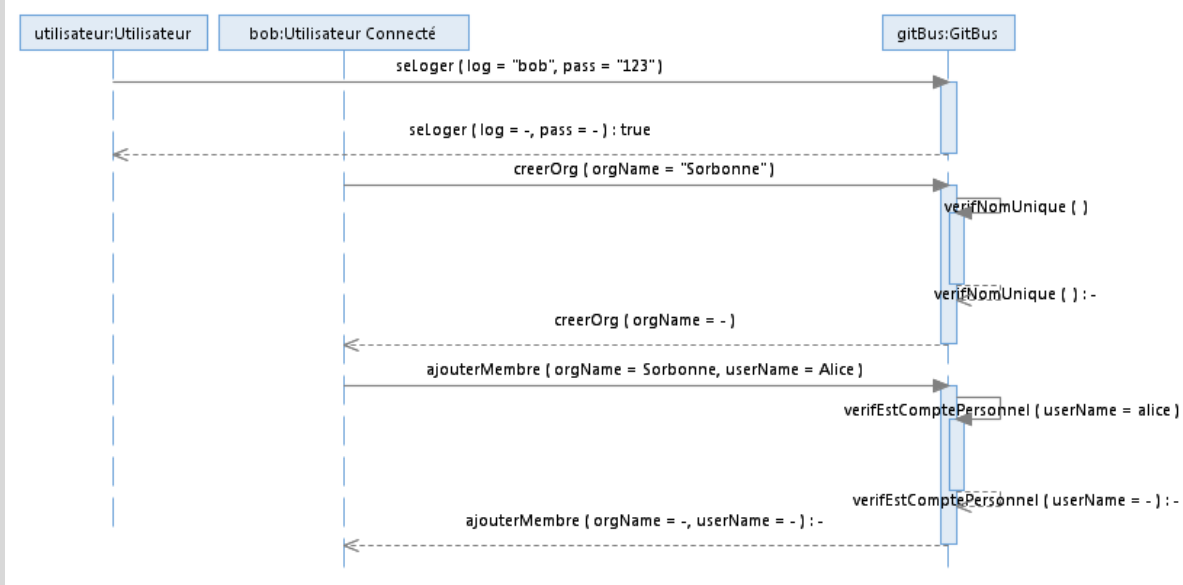 utilisateur:Utilisateur
bob:Utilisateur Connecté
gitBus:GitBus
seLoger ( log = "bob", pass = "123" )
seLoger ( log = -, pass = - ) : true
creerOrg ( orgName = "Sorbonne" )
verifNomUnique ( )
verifNomUnique ( ) : -
creerOrg ( orgName = - )
ajouterMembre ( orgName = Sorbonne, userName = Alice )
verifEstComptePersonnel ( userName = alice )
verifEstComptePersonnel ( userName = - ) : -
ajouterMembre ( orgName = -, userName = - ) : -